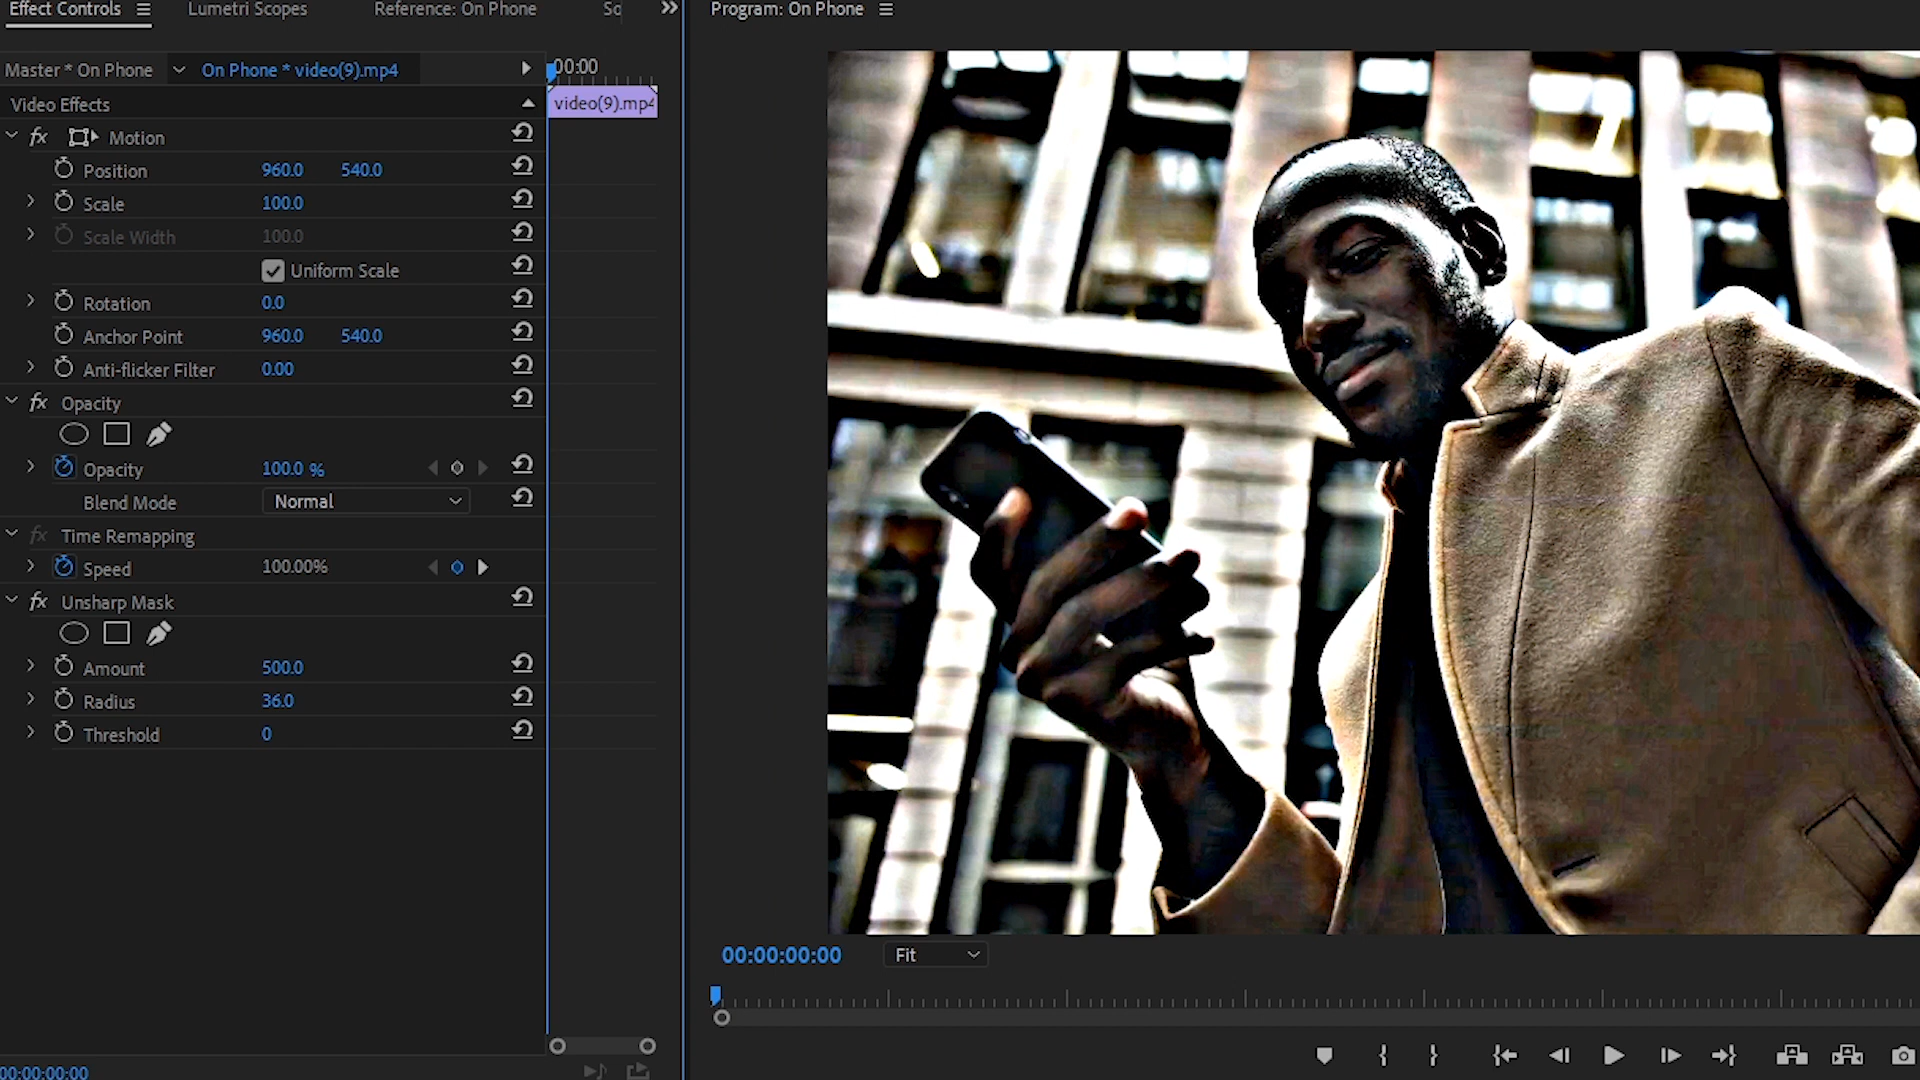 Effect Controls Lumetri Scopes Reference: On Phone
Program: On Phone
Master * On Phone On Phone * video(9).mp4 00:00
Video Effects video(9).mp4
fx Motion
Position 960.0 540.0
Scale 100.0
Scale Width 100.0
Uniform Scale
Rotation 0.0
Anchor Point 960.0 540.0
Anti-flicker Filter 0.00
fx Opacity
Opacity 100.0 %
Blend Mode Normal
fx Time Remapping
Speed 100.00%
fx Unsharp Mask
Amount 500.0
Radius 36.0
Threshold 0
00:00:00:00 Fit
00:00:00:00